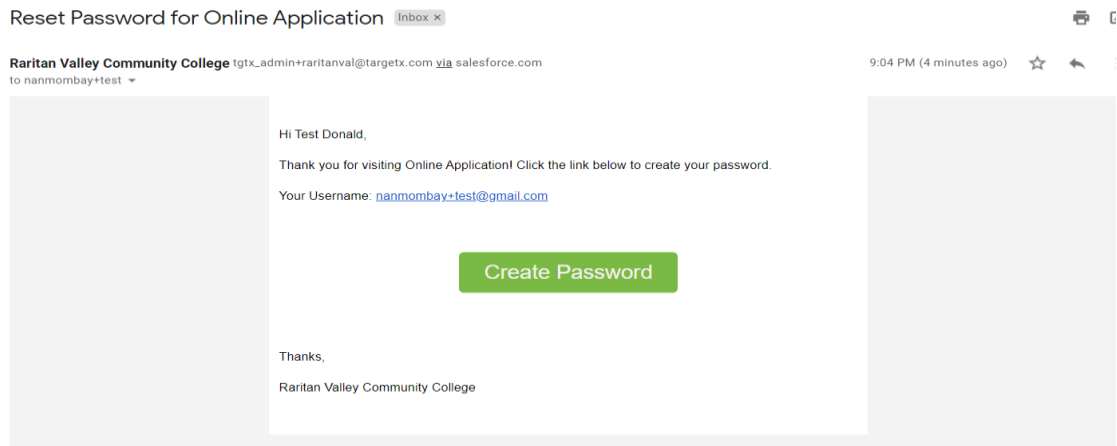 Reset Password for Online Application Inbox ×
Raritan Valley Community College tgtx_admin+raritanval@targetx.com via salesforce.com 9:04 PM (4 minutes ago)
to nanmombay+test
Hi Test Donald,
Thank you for visiting Online Application! Click the link below to create your password.
Your Username: nanmombay+test@gmail.com
Create Password
Thanks,
Raritan Valley Community College